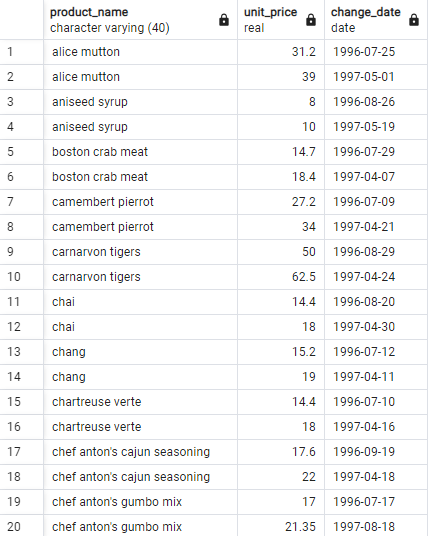 product_name unit_price change_date
character varying (40) real date
1 alice mutton 31.2 1996-07-25
2 alice mutton 39 1997-05-01
3 aniseed syrup 8 1996-08-26
4 aniseed syrup 10 1997-05-19
5 boston crab meat 14.7 1996-07-29
6 boston crab meat 18.4 1997-04-07
7 camembert pierrot 27.2 1996-07-09
8 camembert pierrot 34 1997-04-21
9 carnarvon tigers 50 1996-08-29
10 carnarvon tigers 62.5 1997-04-24
11 chai 14.4 1996-08-20
12 chai 18 1997-04-30
13 chang 15.2 1996-07-12
14 chang 19 1997-04-11
15 chartreuse verte 14.4 1996-07-10
16 chartreuse verte 18 1997-04-16
17 chef anton's cajun seasoning 17.6 1996-09-19
18 chef anton's cajun seasoning 22 1997-04-18
19 chef anton's gumbo mix 17 1996-07-17
20 chef anton's gumbo mix 21.35 1997-08-18